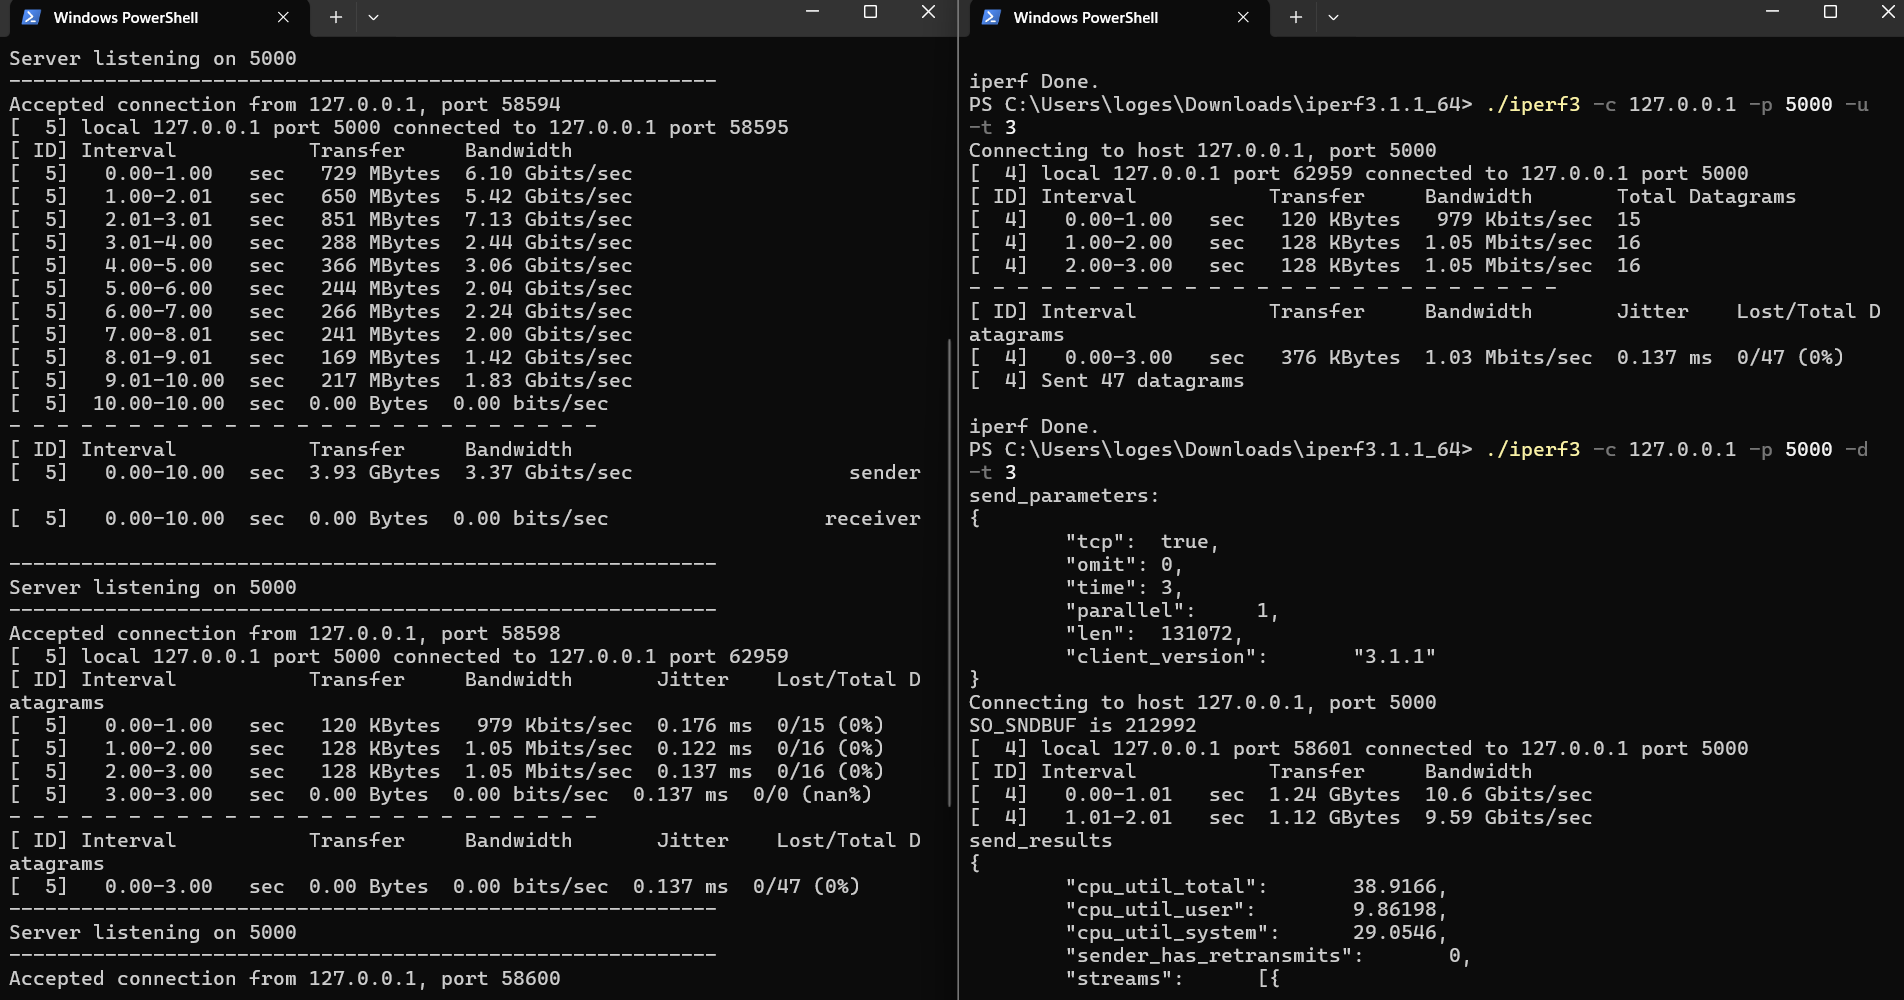 Windows PowerShell
Server listening on 5000
-----------------------------------------------------------
Accepted connection from 127.0.0.1, port 58594
[  5] local 127.0.0.1 port 5000 connected to 127.0.0.1 port 58595
[ ID] Interval           Transfer     Bandwidth
[  5]   0.00-1.00   sec   729 MBytes  6.10 Gbits/sec
[  5]   1.00-2.01   sec   650 MBytes  5.42 Gbits/sec
[  5]   2.01-3.01   sec   851 MBytes  7.13 Gbits/sec
[  5]   3.01-4.00   sec   288 MBytes  2.44 Gbits/sec
[  5]   4.00-5.00   sec   366 MBytes  3.06 Gbits/sec
[  5]   5.00-6.00   sec   244 MBytes  2.04 Gbits/sec
[  5]   6.00-7.00   sec   266 MBytes  2.24 Gbits/sec
[  5]   7.00-8.01   sec   241 MBytes  2.00 Gbits/sec
[  5]   8.01-9.01   sec   169 MBytes  1.42 Gbits/sec
[  5]   9.01-10.00  sec   217 MBytes  1.83 Gbits/sec
[  5]  10.00-10.00  sec  0.00 Bytes  0.00 bits/sec
- - - - - - - - - - - - - - - - - - - - - - - - -
[ ID] Interval           Transfer     Bandwidth
[  5]   0.00-10.00  sec  3.93 GBytes  3.37 Gbits/sec                  sender
[  5]   0.00-10.00  sec  0.00 Bytes  0.00 bits/sec                  receiver
-----------------------------------------------------------
Server listening on 5000
-----------------------------------------------------------
Accepted connection from 127.0.0.1, port 58598
[  5] local 127.0.0.1 port 5000 connected to 127.0.0.1 port 62959
[ ID] Interval           Transfer     Bandwidth       Jitter    Lost/Total D
atagrams
[  5]   0.00-1.00   sec   120 KBytes   979 Kbits/sec  0.176 ms  0/15 (0%)
[  5]   1.00-2.00   sec   128 KBytes  1.05 Mbits/sec  0.122 ms  0/16 (0%)
[  5]   2.00-3.00   sec   128 KBytes  1.05 Mbits/sec  0.137 ms  0/16 (0%)
[  5]   3.00-3.00   sec  0.00 Bytes  0.00 bits/sec  0.137 ms  0/0 (nan%)
- - - - - - - - - - - - - - - - - - - - - - - - -
[ ID] Interval           Transfer     Bandwidth       Jitter    Lost/Total D
atagrams
[  5]   0.00-3.00   sec  0.00 Bytes  0.00 bits/sec  0.137 ms  0/47 (0%)
-----------------------------------------------------------
Server listening on 5000
-----------------------------------------------------------
Accepted connection from 127.0.0.1, port 58600
Windows PowerShell
iperf Done.
PS C:\Users\loges\Downloads\iperf3.1.1_64> ./iperf3 -c 127.0.0.1 -p 5000 -u
-t 3
Connecting to host 127.0.0.1, port 5000
[  4] local 127.0.0.1 port 62959 connected to 127.0.0.1 port 5000
[ ID] Interval           Transfer     Bandwidth       Total Datagrams
[  4]   0.00-1.00   sec   120 KBytes   979 Kbits/sec  15
[  4]   1.00-2.00   sec   128 KBytes  1.05 Mbits/sec  16
[  4]   2.00-3.00   sec   128 KBytes  1.05 Mbits/sec  16
- - - - - - - - - - - - - - - - - - - - - - - - -
[ ID] Interval           Transfer     Bandwidth       Jitter    Lost/Total D
atagrams
[  4]   0.00-3.00   sec   376 KBytes  1.03 Mbits/sec  0.137 ms  0/47 (0%)
[  4] Sent 47 datagrams
iperf Done.
PS C:\Users\loges\Downloads\iperf3.1.1_64> ./iperf3 -c 127.0.0.1 -p 5000 -d
-t 3
send_parameters:
{
        "tcp":  true,
        "omit": 0,
        "time": 3,
        "parallel":     1,
        "len":  131072,
        "client_version":       "3.1.1"
}
Connecting to host 127.0.0.1, port 5000
SO_SNDBUF is 212992
[  4] local 127.0.0.1 port 58601 connected to 127.0.0.1 port 5000
[ ID] Interval           Transfer     Bandwidth
[  4]   0.00-1.01   sec  1.24 GBytes  10.6 Gbits/sec
[  4]   1.01-2.01   sec  1.12 GBytes  9.59 Gbits/sec
send_results
{
        "cpu_util_total":       38.9166,
        "cpu_util_user":        9.86198,
        "cpu_util_system":      29.0546,
        "sender_has_retransmits":       0,
        "streams":      [{